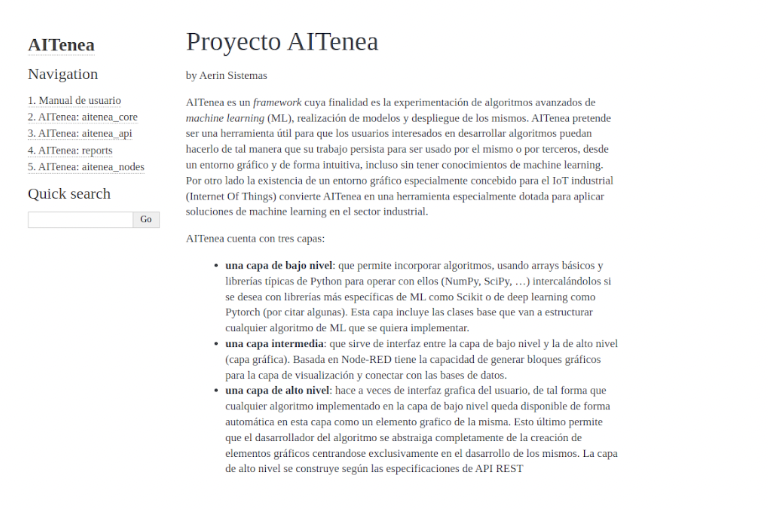 AITenea
Navigation
1. Manual de usuario
2. AITenea: aitenea_core
3. AITenea: aitenea_api
4. AITenea: reports
5. AITenea: aitenea_nodes
Quick search
Go
Proyecto AITenea
by Aerin Sistemas
AITenea es un framework cuya finalidad es la experimentación de algoritmos avanzados de
machine learning (ML), realización de modelos y despliegue de los mismos. AITenea pretende
ser una herramienta útil para que los usuarios interesados en desarrollar algoritmos puedan
hacerlo de tal manera que su trabajo persista para ser usado por el mismo o por terceros, desde
un entorno gráfico y de forma intuitiva, incluso sin tener conocimientos de machine learning.
Por otro lado la existencia de un entorno gráfico especialmente concebido para el IoT industrial
(Internet Of Things) convierte AITenea en una herramienta especialmente dotada para aplicar
soluciones de machine learning en el sector industrial.
AITenea cuenta con tres capas:
• una capa de bajo nivel: que permite incorporar algoritmos, usando arrays básicos y
librerías típicas de Python para operar con ellos (NumPy, SciPy, …) intercalándolos si
se desea con librerías más específicas de ML como Scikit o de deep learning como
Pytorch (por citar algunas). Esta capa incluye las clases base que van a estructurar
cualquier algoritmo de ML que se quiera implementar.
• una capa intermedia: que sirve de interfaz entre la capa de bajo nivel y la de alto nivel
(capa gráfica). Basada en Node-RED tiene la capacidad de generar bloques gráficos
para la capa de visualización y conectar con las bases de datos.
• una capa de alto nivel: hace a veces de interfaz grafica del usuario, de tal forma que
cualquier algoritmo implementado en la capa de bajo nivel queda disponible de forma
automática en esta capa como un elemento grafico de la misma. Esto último permite
que el dasarrollador del algoritmo se abstraiga completamente de la creación de
elementos gráficos centrandose exclusivamente en el dasarrollo de los mismos. La capa
de alto nivel se construye según las especificaciones de API REST